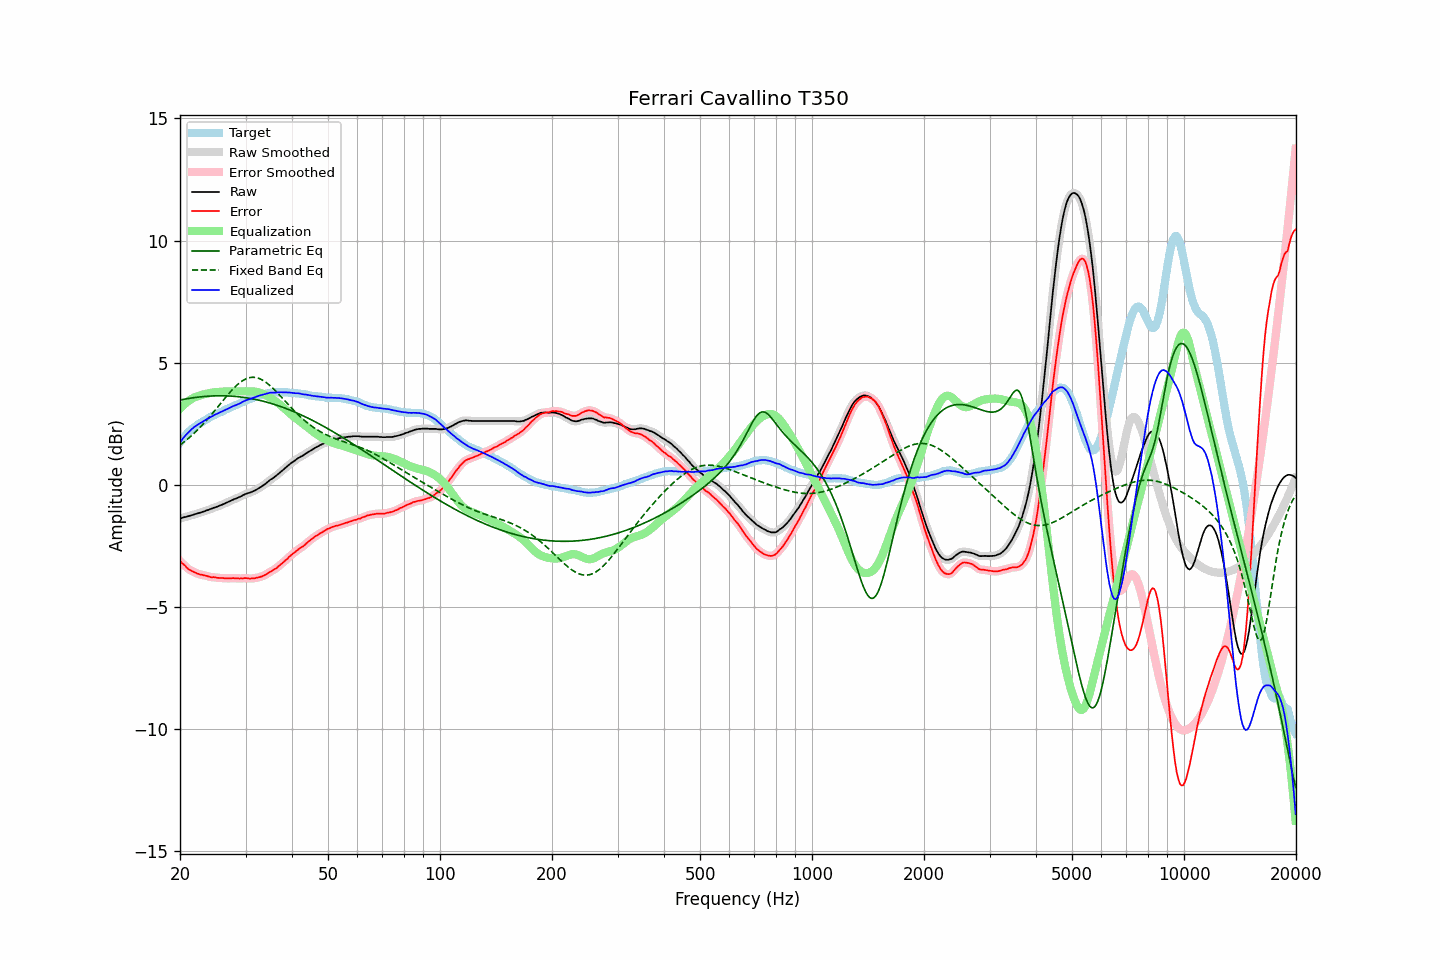 Ferrari Cavallino T350
Target
Raw Smoothed
Error Smoothed
Raw
Error
Equalization
Parametric Eq
Fixed Band Eq
Equalized
Amplitude (dBr)
15
10
5
0
−5
−10
−15
20 50 100 200 500 1000 2000 5000 10000 20000
Frequency (Hz)